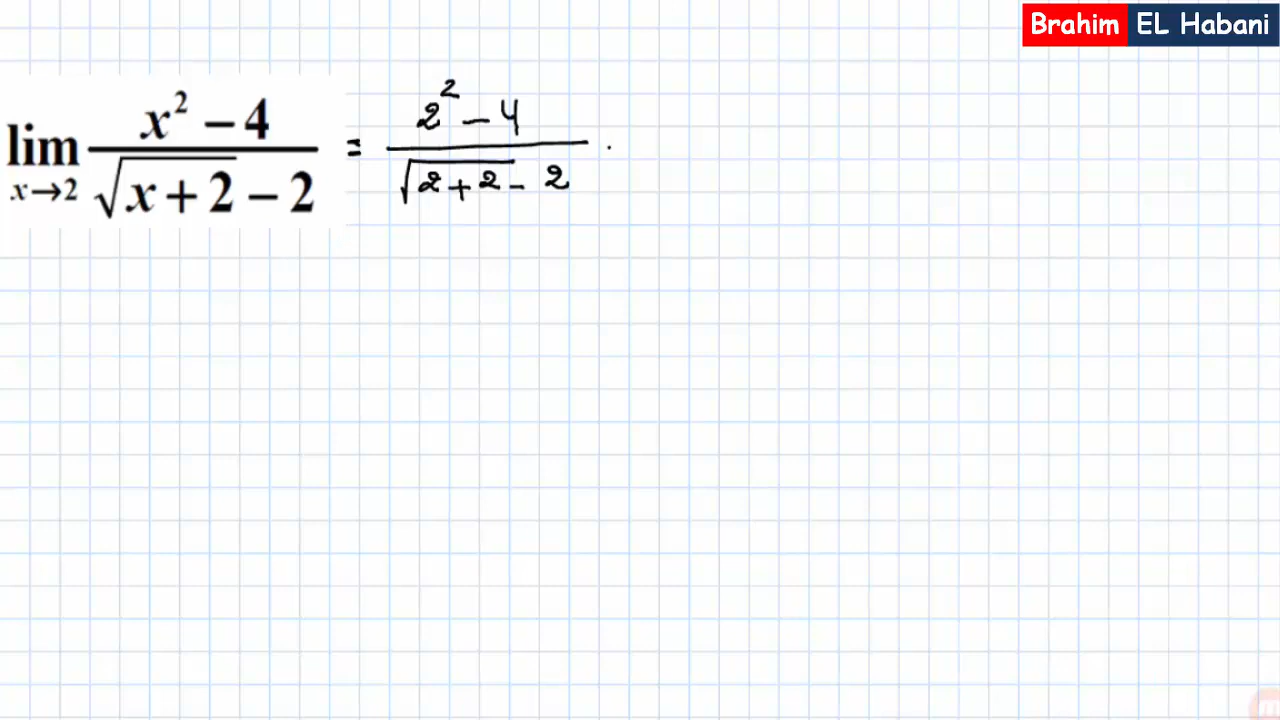 Brahim EL Habani
lim x→2 (x² − 4)/(√(x + 2) − 2) = (2² − 4)/(√(2 + 2) − 2)